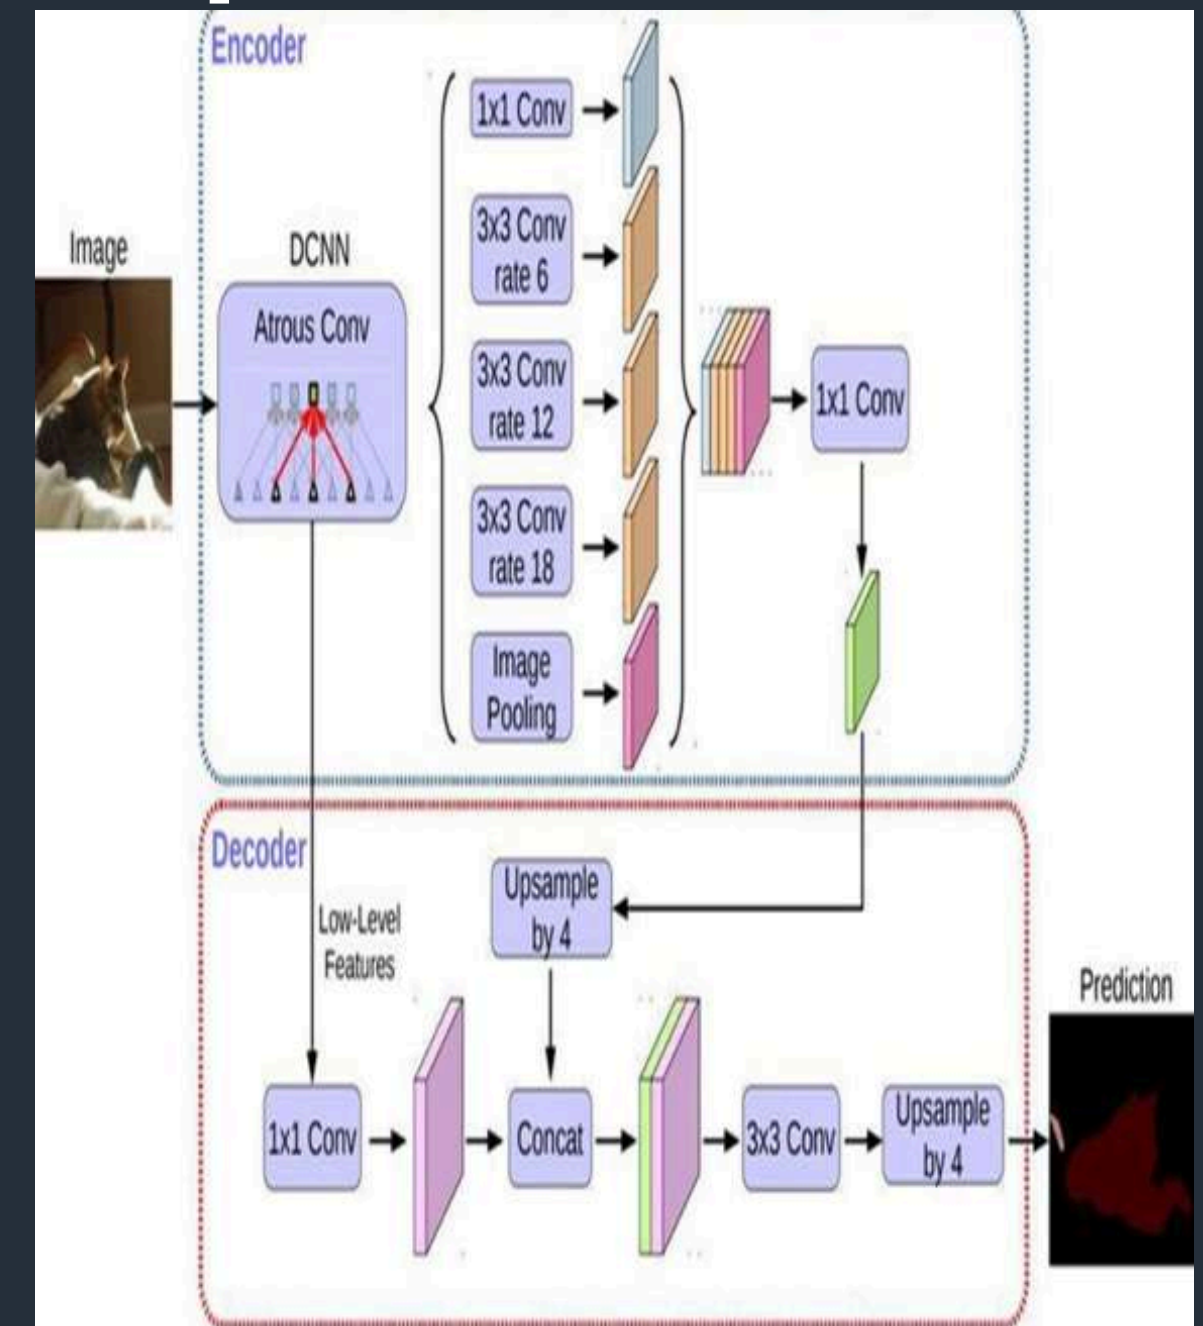 Encoder
Image
DCNN
Atrous Conv
1x1 Conv
3x3 Conv
rate 6
3x3 Conv
rate 12
3x3 Conv
rate 18
Image
Pooling
1x1 Conv
Decoder
Low-Level
Features
Upsample
by 4
1x1 Conv
Concat
3x3 Conv
Upsample
by 4
Prediction